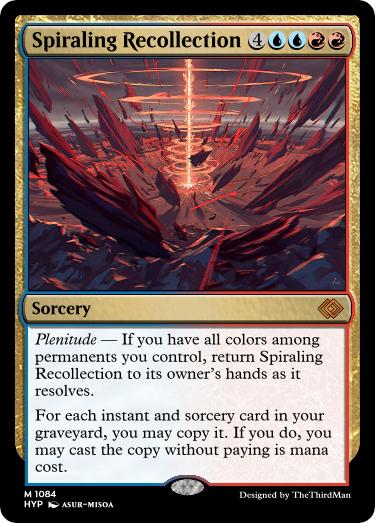 Spiraling Recollection 4
Sorcery
Plenitude — If you have all colors among
permanents you control, return Spiraling
Recollection to its owner's hands as it
resolves.
For each instant and sorcery card in your
graveyard, you may copy it. If you do, you
may cast the copy without paying is mana
cost.
M 1084
HYP ASUR-MISOA
Designed by TheThirdMan